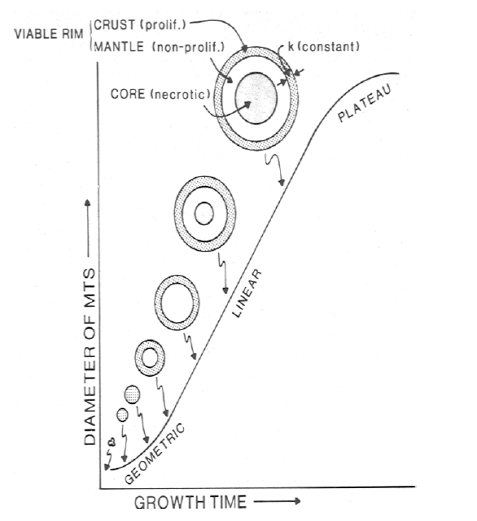 VIABLE RIM
CRUST (prolif.)
MANTLE (non-prolif.)
k (constant)
CORE (necrotic)
PLATEAU
LINEAR
GEOMETRIC
DIAMETER OF MTS
GROWTH TIME